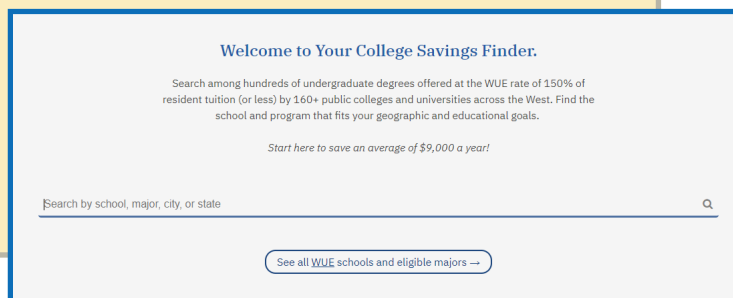 Welcome to Your College Savings Finder.
Search among hundreds of undergraduate degrees offered at the WUE rate of 150% of
resident tuition (or less) by 160+ public colleges and universities across the West. Find the
school and program that fits your geographic and educational goals.
Start here to save an average of $9,000 a year!
Search by school, major, city, or state
See all WUE schools and eligible majors →